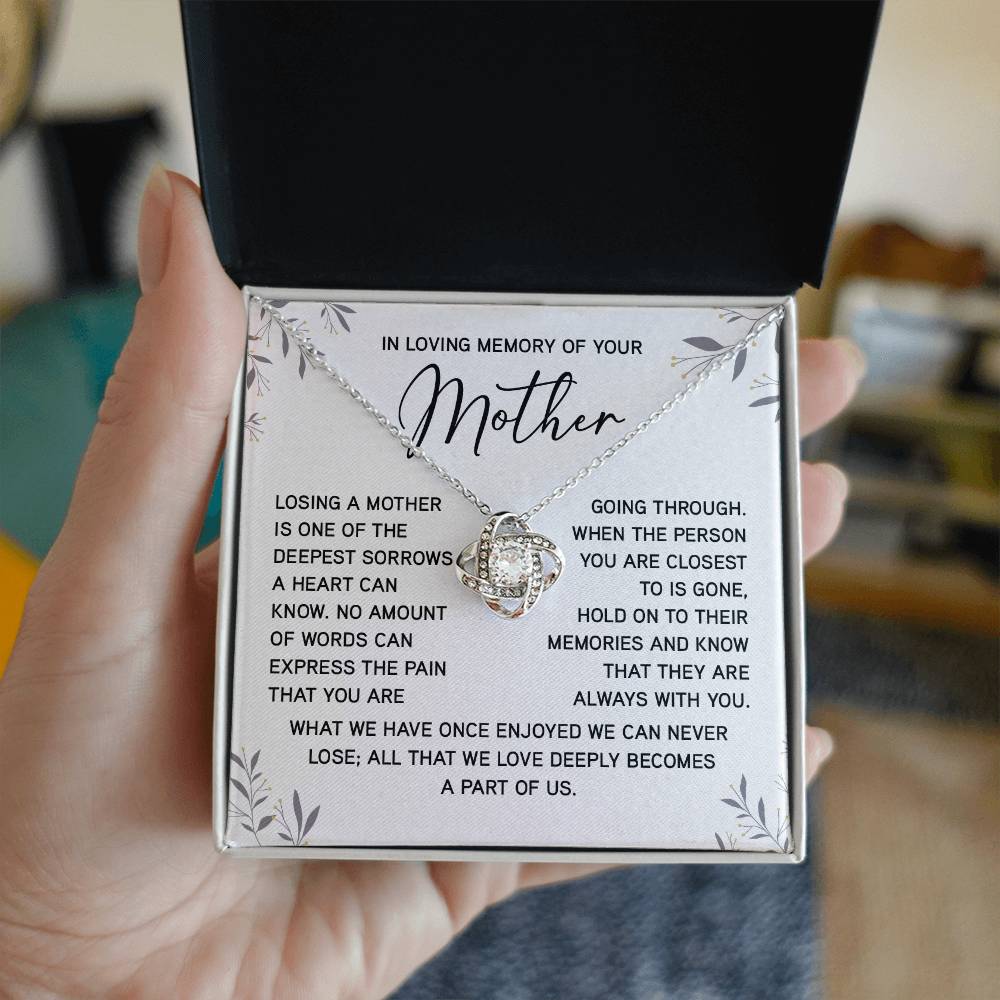 IN LOVING MEMORY OF YOUR
Mother
LOSING A MOTHER
IS ONE OF THE
DEEPEST SORROWS
A HEART CAN
KNOW. NO AMOUNT
OF WORDS CAN
EXPRESS THE PAIN
THAT YOU ARE
GOING THROUGH.
WHEN THE PERSON
YOU ARE CLOSEST
TO IS GONE,
HOLD ON TO THEIR
MEMORIES AND KNOW
THAT THEY ARE
ALWAYS WITH YOU.
WHAT WE HAVE ONCE ENJOYED WE CAN NEVER
LOSE; ALL THAT WE LOVE DEEPLY BECOMES
A PART OF US.